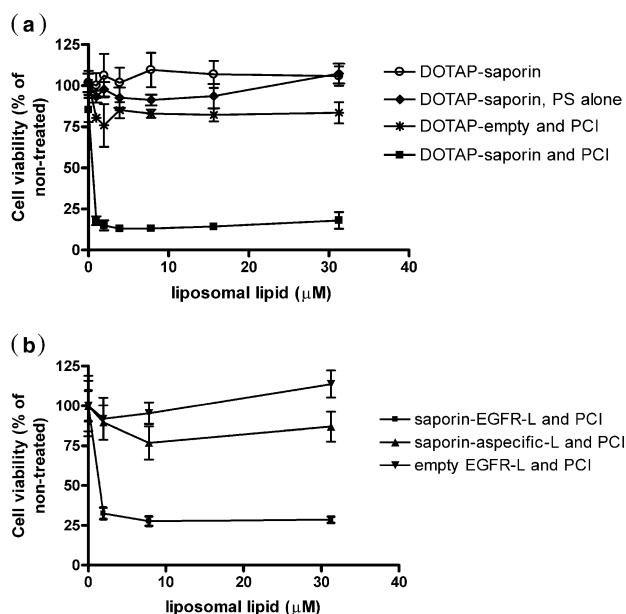 (a)
Cell viability (% of
non-treated)
125
100
75
50
25
0
0 10 20 30 40
liposomal lipid (μM)
DOTAP-saporin
DOTAP-saporin, PS alone
DOTAP-empty and PCI
DOTAP-saporin and PCI
(b)
Cell viability (% of
non-treated)
125
100
75
50
25
0
0 10 20 30 40
liposomal lipid (μM)
saporin-EGFR-L and PCI
saporin-aspecific-L and PCI
empty EGFR-L and PCI